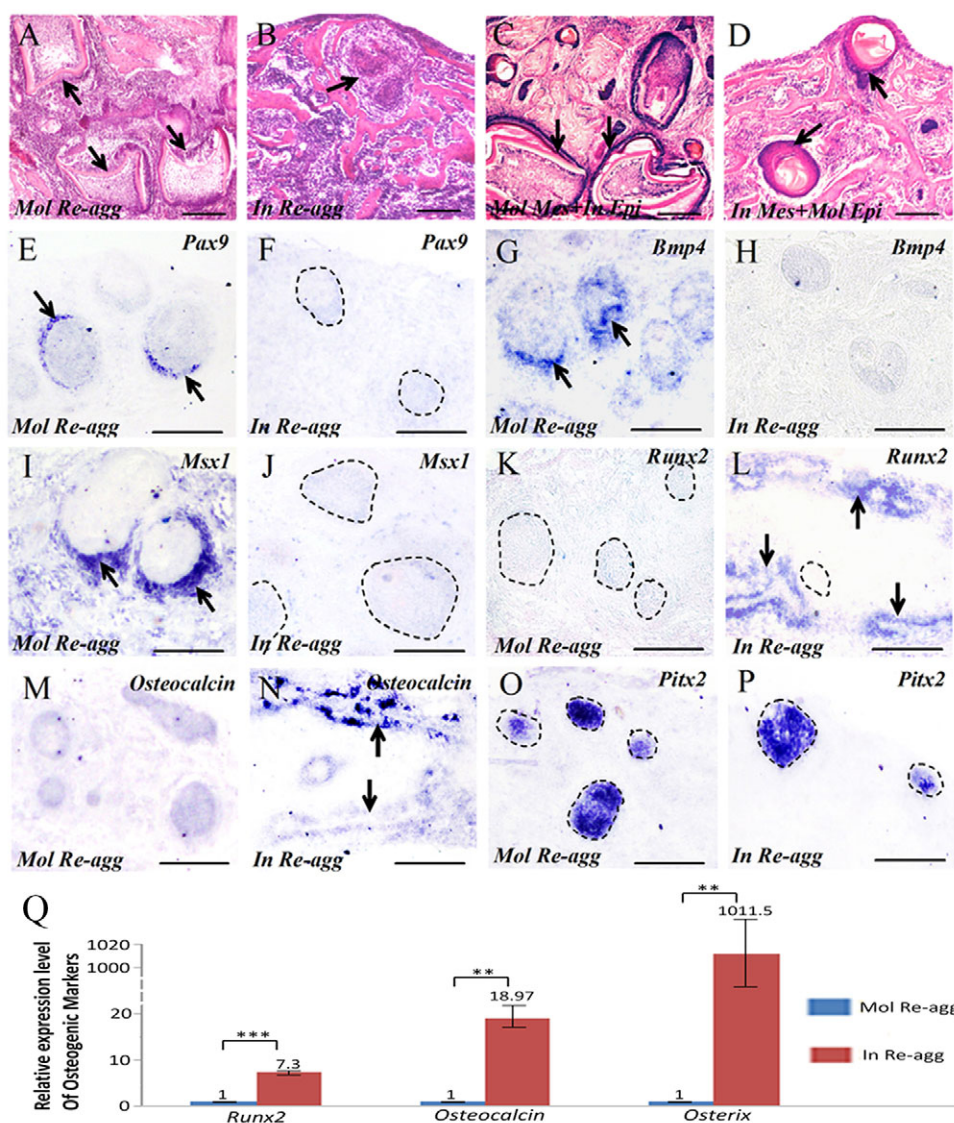 A
Mol Re-agg
B
In Re-agg
C
Mol Mes+In Epi
D
In Mes+Mol Epi
E
Pax9
Mol Re-agg
F
Pax9
In Re-agg
G
Bmp4
Mol Re-agg
H
Bmp4
In Re-agg
I
Msx1
Mol Re-agg
J
Msx1
In Re-agg
K
Runx2
Mol Re-agg
L
Runx2
In Re-agg
M
Osteocalcin
Mol Re-agg
N
Osteocalcin
In Re-agg
O
Pitx2
Mol Re-agg
P
Pitx2
In Re-agg
Q
Relative expression level
Of Osteogenic Markers
1020
1000
20
10
0
***
1
7.3
Runx2
**
1
18.97
Osteocalcin
**
1
1011.5
Osterix
Mol Re-agg
In Re-agg